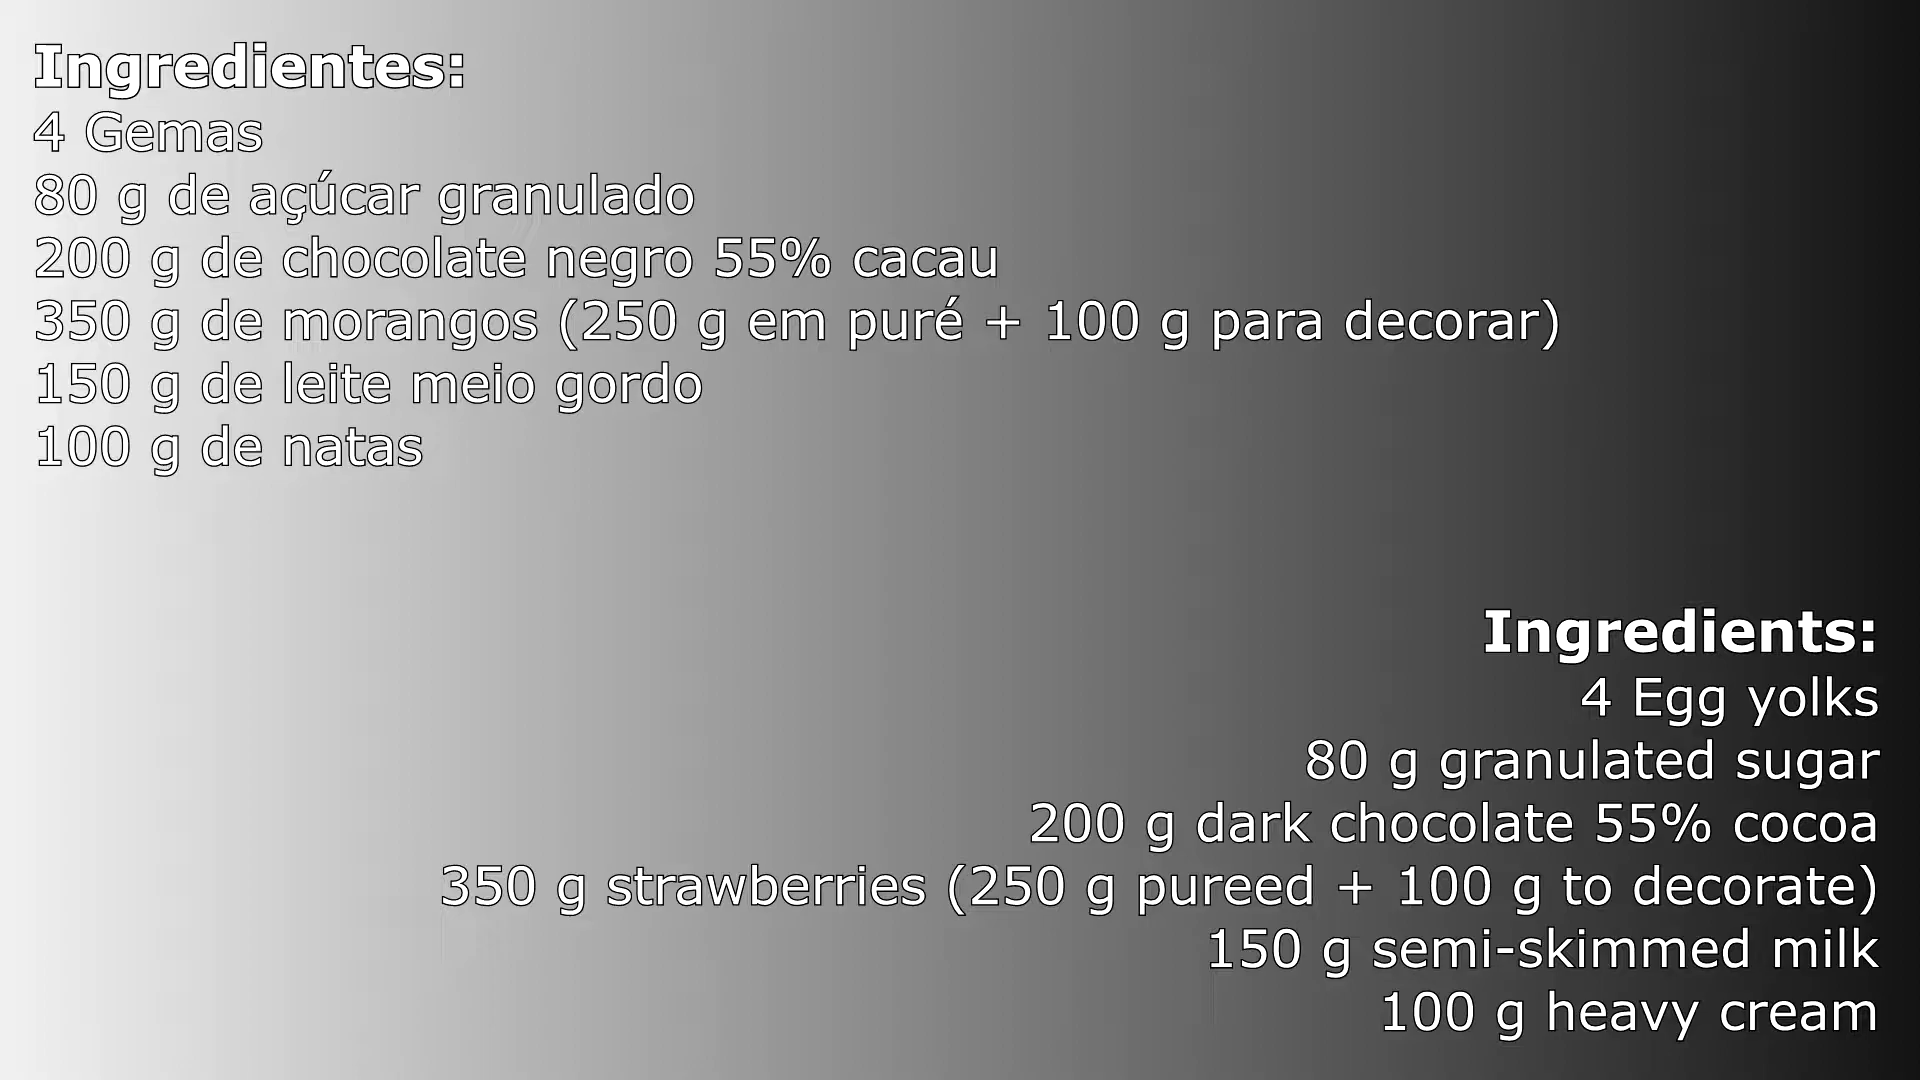 Ingredientes:
4 Gemas
80 g de açúcar granulado
200 g de chocolate negro 55% cacau
350 g de morangos (250 g em puré + 100 g para decorar)
150 g de leite meio gordo
100 g de natas
Ingredients:
4 Egg yolks
80 g granulated sugar
200 g dark chocolate 55% cocoa
350 g strawberries (250 g pureed + 100 g to decorate)
150 g semi-skimmed milk
100 g heavy cream